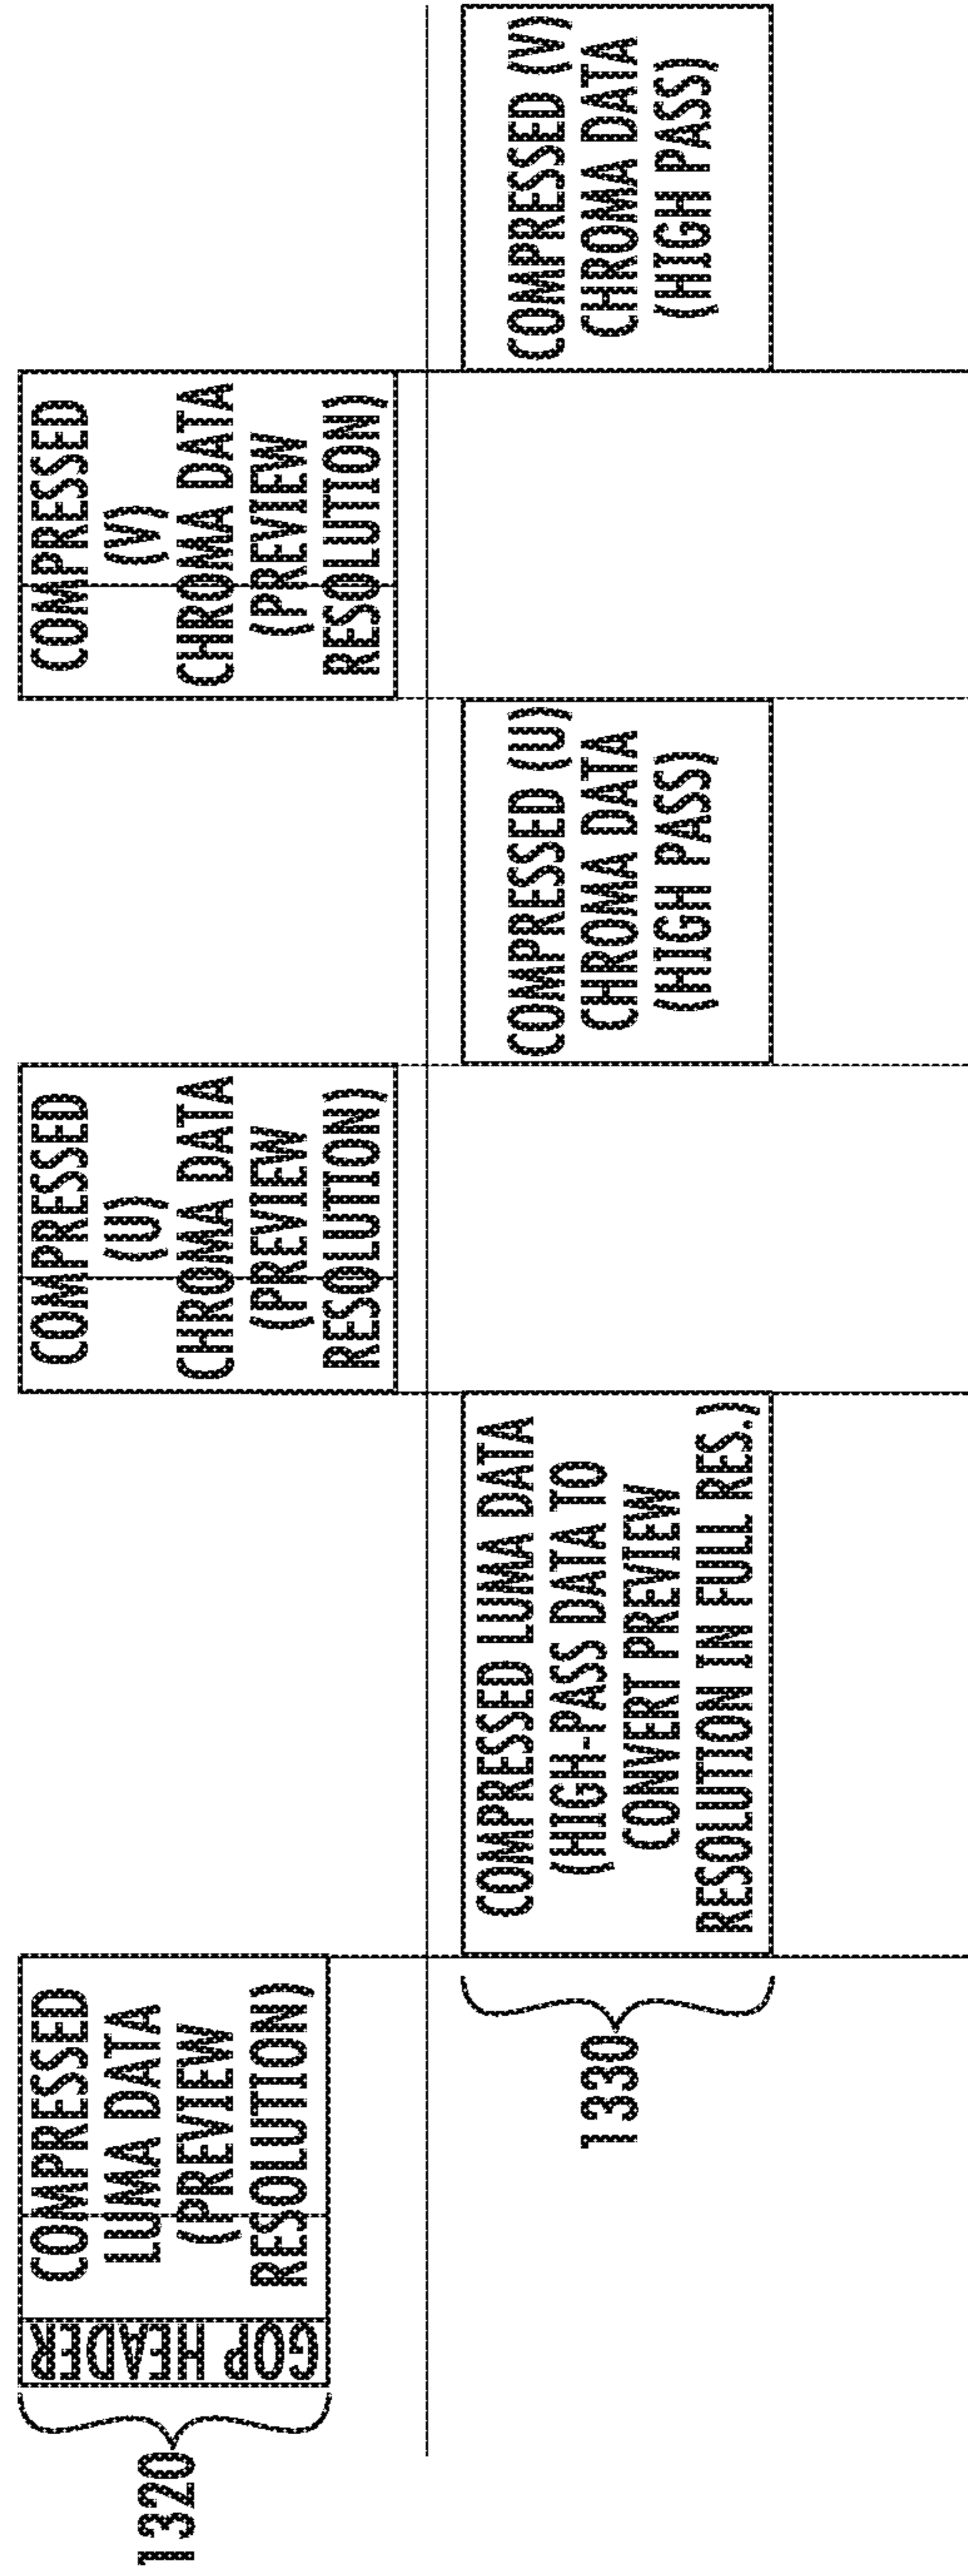 1320
GOP HEADER
COMPRESSED
LUMA DATA
(PREVIEW
RESOLUTION)
COMPRESSED
(U)
CHROMA DATA
(PREVIEW
RESOLUTION)
COMPRESSED
(V)
CHROMA DATA
(PREVIEW
RESOLUTION)
1330
COMPRESSED LUMA DATA
(HIGH-PASS DATA TO
CONVERT PREVIEW
RESOLUTION IN FULL RES.)
COMPRESSED (U)
CHROMA DATA
(HIGH PASS)
COMPRESSED (V)
CHROMA DATA
(HIGH PASS)